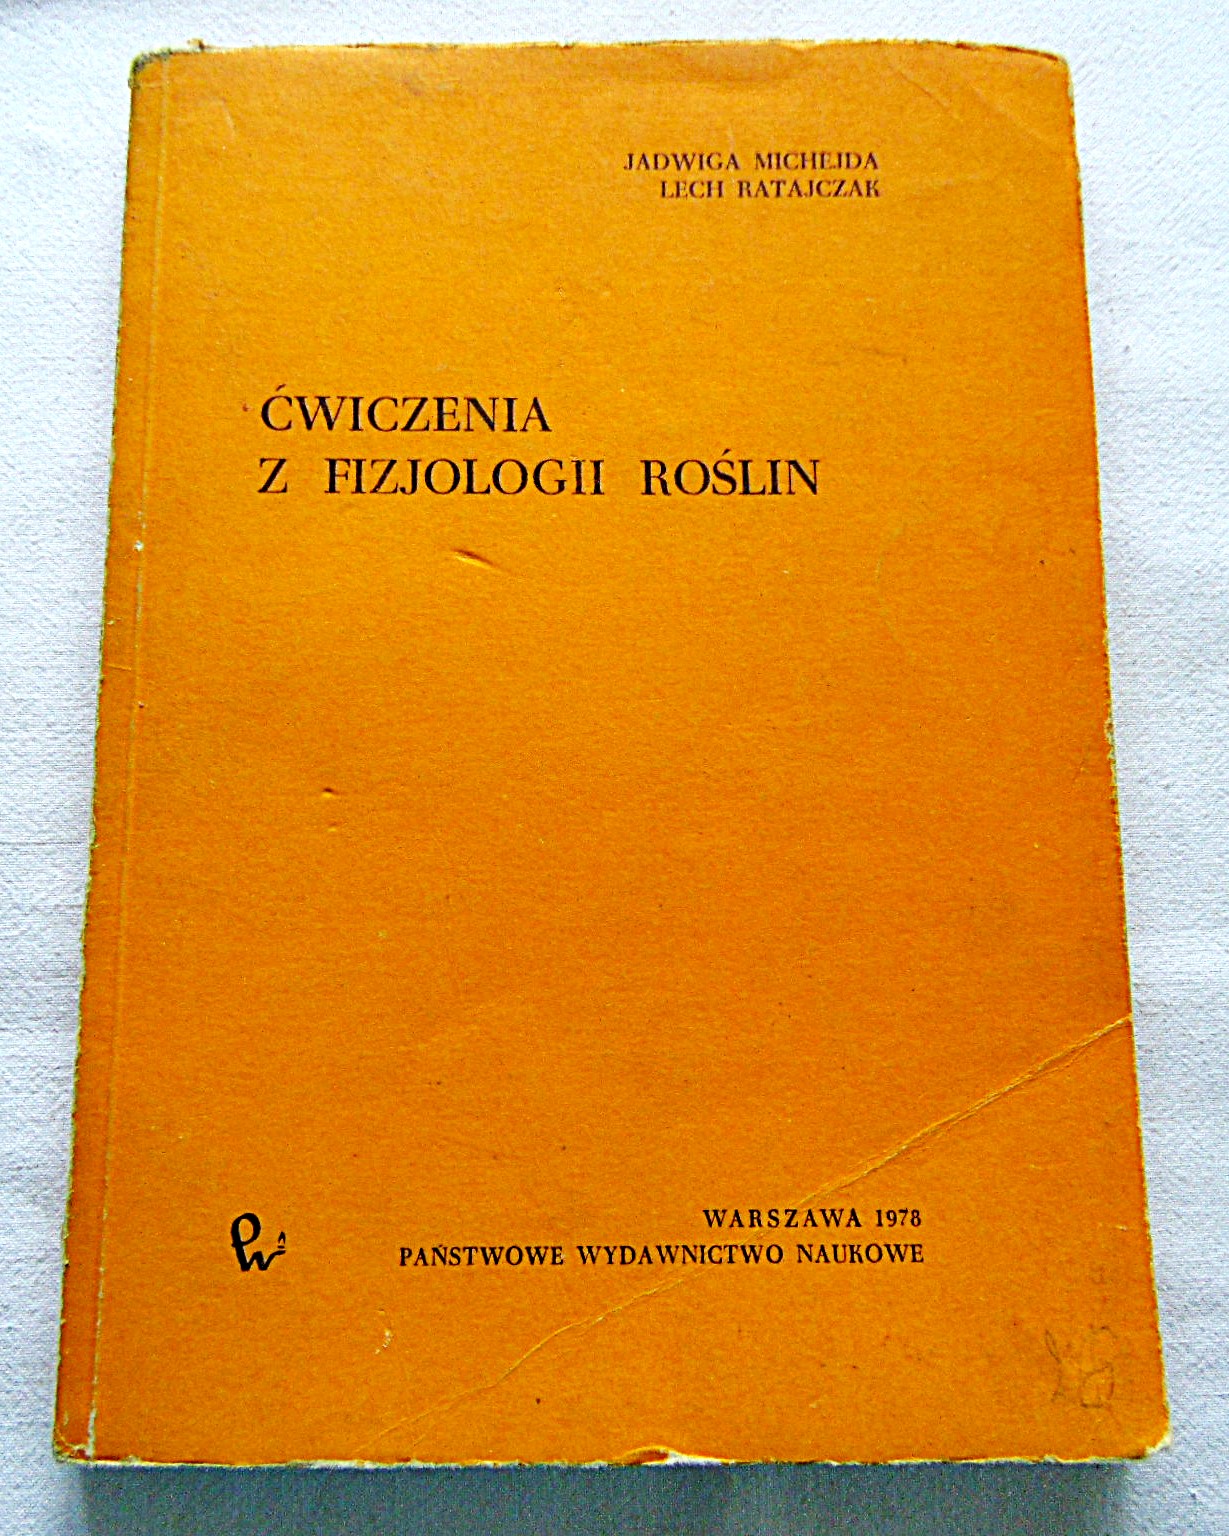 JADWIGA MICHEJDA
LECH RATAJCZAK
ĆWICZENIA
Z FIZJOLOGII ROŚLIN
WARSZAWA 1978
PAŃSTWOWE WYDAWNICTWO NAUKOWE